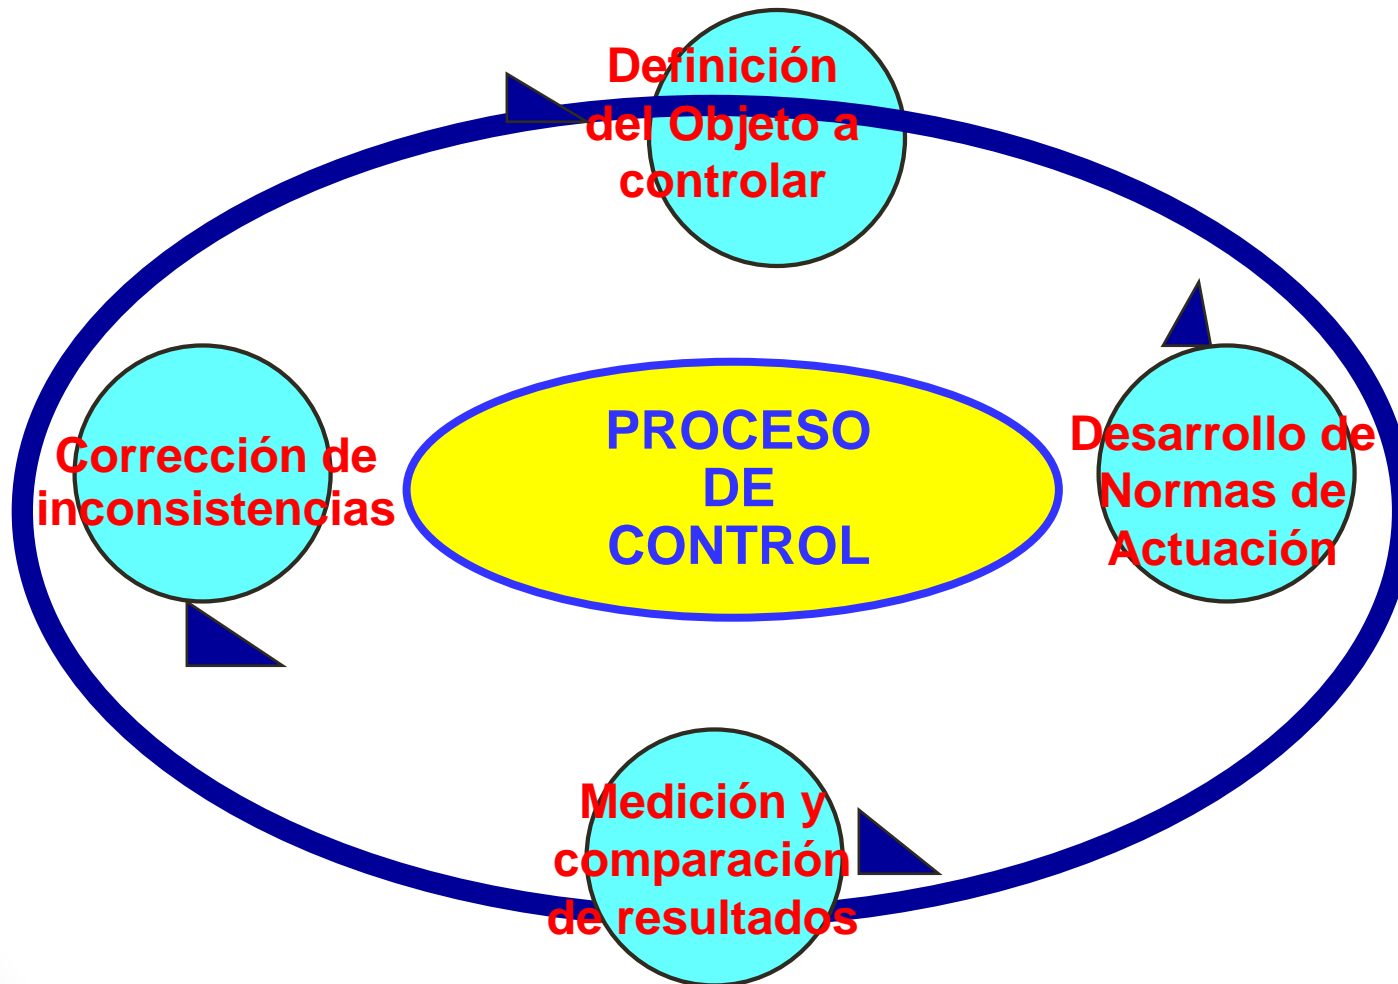 Definición
del Objeto a
controlar
Desarrollo de
Normas de
Actuación
Medición y
comparación
de resultados
Corrección de
inconsistencias
PROCESO
DE
CONTROL